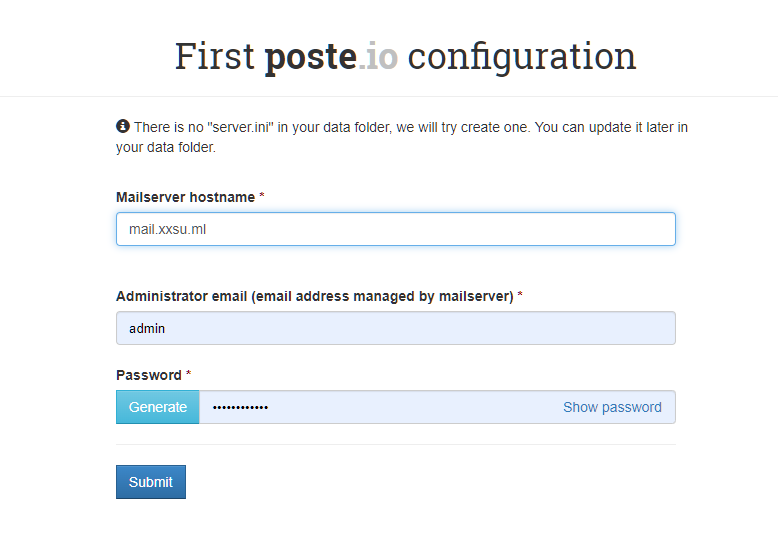 First poste.io configuration
There is no "server.ini" in your data folder, we will try create one. You can update it later in
your data folder.
Mailserver hostname *
mail.xxsu.ml
Administrator email (email address managed by mailserver) *
admin
Password *
Generate •••••••••••• Show password
Submit